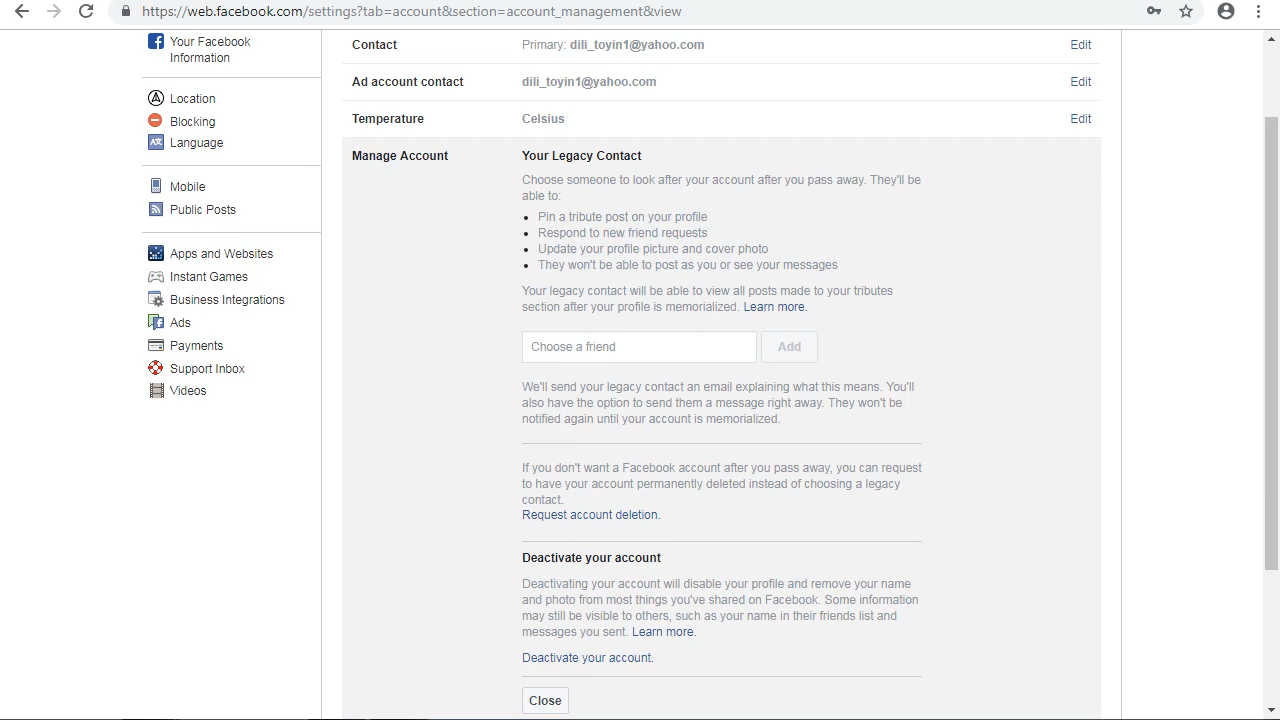 https://web.facebook.com/settings?tab=account&section=account_management&view
Your Facebook
Information
Location
Blocking
Language
Mobile
Public Posts
Apps and Websites
Instant Games
Business Integrations
Ads
Payments
Support Inbox
Videos
Contact Primary: dili_toyin1@yahoo.com Edit
Ad account contact dili_toyin1@yahoo.com Edit
Temperature Celsius Edit
Manage Account Your Legacy Contact
Choose someone to look after your account after you pass away. They'll be
able to:
Pin a tribute post on your profile
Respond to new friend requests
Update your profile picture and cover photo
They won't be able to post as you or see your messages
Your legacy contact will be able to view all posts made to your tributes
section after your profile is memorialized. Learn more.
Choose a friend Add
We'll send your legacy contact an email explaining what this means. You'll
also have the option to send them a message right away. They won't be
notified again until your account is memorialized.
If you don't want a Facebook account after you pass away, you can request
to have your account permanently deleted instead of choosing a legacy
contact.
Request account deletion.
Deactivate your account
Deactivating your account will disable your profile and remove your name
and photo from most things you've shared on Facebook. Some information
may still be visible to others, such as your name in their friends list and
messages you sent. Learn more.
Deactivate your account.
Close